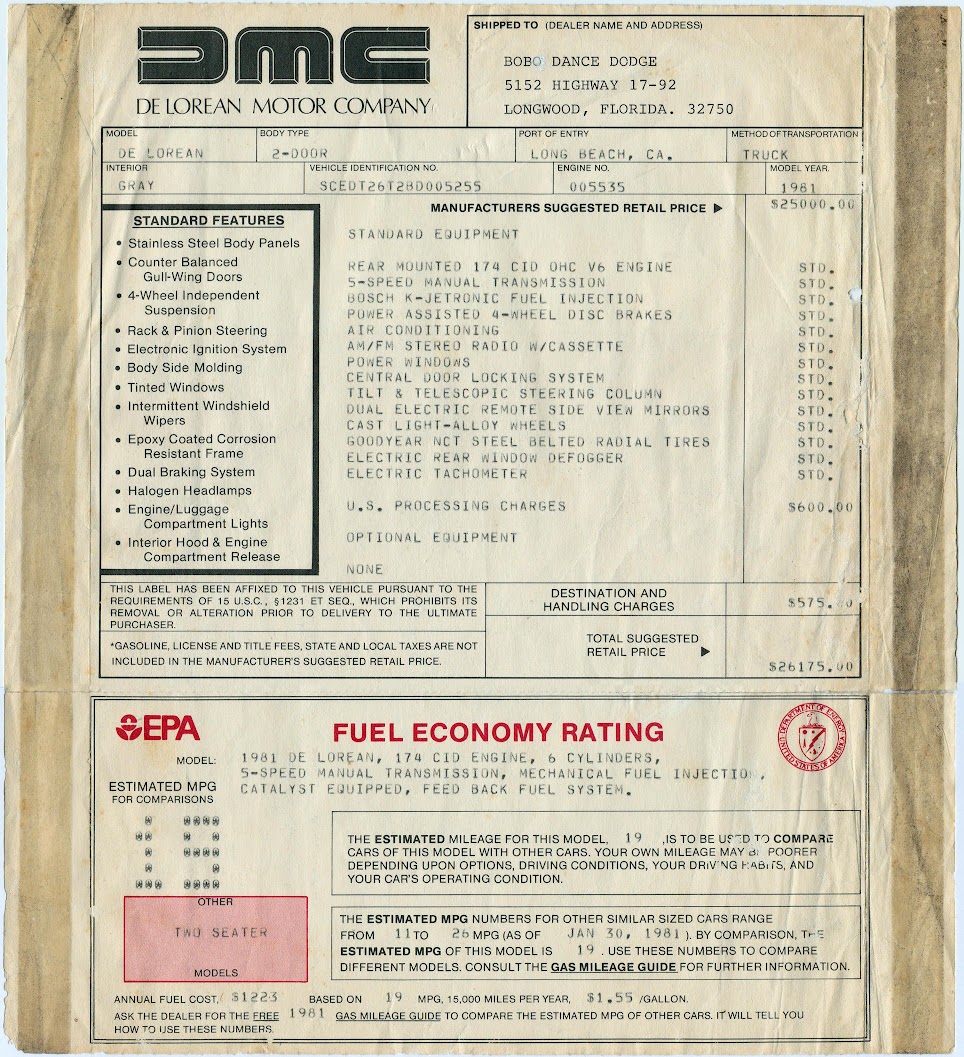 DMC
DE LOREAN MOTOR COMPANY
SHIPPED TO (DEALER NAME AND ADDRESS)
BOBO DANCE DODGE
5152 HIGHWAY 17-92
LONGWOOD, FLORIDA. 32750
MODEL
DE LOREAN
BODY TYPE
2-DOOR
PORT OF ENTRY
LONG BEACH, CA.
METHOD OF TRANSPORTATION
TRUCK
INTERIOR
GRAY
VEHICLE IDENTIFICATION NO.
SCEDT26T2BD005255
ENGINE NO.
005535
MODEL YEAR.
1981
MANUFACTURERS SUGGESTED RETAIL PRICE ▶ $25000.00
STANDARD FEATURES
• Stainless Steel Body Panels
• Counter Balanced
Gull-Wing Doors
• 4-Wheel Independent
Suspension
• Rack & Pinion Steering
• Electronic Ignition System
• Body Side Molding
• Tinted Windows
• Intermittent Windshield
Wipers
• Epoxy Coated Corrosion
Resistant Frame
• Dual Braking System
• Halogen Headlamps
• Engine/Luggage
Compartment Lights
• Interior Hood & Engine
Compartment Release
STANDARD EQUIPMENT
REAR MOUNTED 174 CID OHC V6 ENGINE STD.
5-SPEED MANUAL TRANSMISSION STD.
BOSCH K-JETRONIC FUEL INJECTION STD.
POWER ASSISTED 4-WHEEL DISC BRAKES STD.
AIR CONDITIONING STD.
AM/FM STEREO RADIO W/CASSETTE STD.
POWER WINDOWS STD.
CENTRAL DOOR LOCKING SYSTEM STD.
TILT & TELESCOPIC STEERING COLUMN STD.
DUAL ELECTRIC REMOTE SIDE VIEW MIRRORS STD.
CAST LIGHT-ALLOY WHEELS STD.
GOODYEAR NCT STEEL BELTED RADIAL TIRES STD.
ELECTRIC REAR WINDOW DEFOGGER STD.
ELECTRIC TACHOMETER STD.
U.S. PROCESSING CHARGES $600.00
OPTIONAL EQUIPMENT
NONE
THIS LABEL HAS BEEN AFFIXED TO THIS VEHICLE PURSUANT TO THE
REQUIREMENTS OF 15 U.S.C., §1231 ET SEQ., WHICH PROHIBITS ITS
REMOVAL OR ALTERATION PRIOR TO DELIVERY TO THE ULTIMATE
PURCHASER.
*GASOLINE, LICENSE AND TITLE FEES, STATE AND LOCAL TAXES ARE NOT
INCLUDED IN THE MANUFACTURER'S SUGGESTED RETAIL PRICE.
DESTINATION AND
HANDLING CHARGES $575.00
TOTAL SUGGESTED
RETAIL PRICE ▶ $26175.00
EPA
FUEL ECONOMY RATING
U.S. DEPARTMENT OF ENERGY
UNITED STATES OF AMERICA
MODEL: 1981 DE LOREAN, 174 CID ENGINE, 6 CYLINDERS,
5-SPEED MANUAL TRANSMISSION, MECHANICAL FUEL INJECTION,
CATALYST EQUIPPED, FEED BACK FUEL SYSTEM.
ESTIMATED MPG
FOR COMPARISONS
19
OTHER
TWO SEATER
MODELS
THE ESTIMATED MILEAGE FOR THIS MODEL, 19 ,IS TO BE USED TO COMPARE
CARS OF THIS MODEL WITH OTHER CARS. YOUR OWN MILEAGE MAY BE POORER
DEPENDING UPON OPTIONS, DRIVING CONDITIONS, YOUR DRIVING HABITS, AND
YOUR CAR'S OPERATING CONDITION.
THE ESTIMATED MPG NUMBERS FOR OTHER SIMILAR SIZED CARS RANGE
FROM 11 TO 26 MPG (AS OF JAN 30, 1981 ). BY COMPARISON, THE
ESTIMATED MPG OF THIS MODEL IS 19 . USE THESE NUMBERS TO COMPARE
DIFFERENT MODELS. CONSULT THE GAS MILEAGE GUIDE FOR FURTHER INFORMATION.
ANNUAL FUEL COST, $1223 BASED ON 19 MPG, 15,000 MILES PER YEAR, $1.55 /GALLON.
ASK THE DEALER FOR THE FREE 1981 GAS MILEAGE GUIDE TO COMPARE THE ESTIMATED MPG OF OTHER CARS. IT WILL TELL YOU
HOW TO USE THESE NUMBERS.